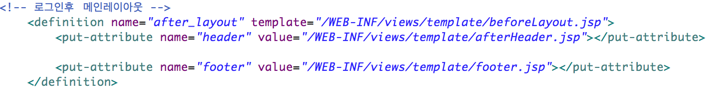 <!-- 로그인후 메인레이아웃 -->
<definition name="after_layout" template="/WEB-INF/views/template/beforeLayout.jsp">
<put-attribute name="header" value="/WEB-INF/views/template/afterHeader.jsp"></put-attribute>
<put-attribute name="footer" value="/WEB-INF/views/template/footer.jsp"></put-attribute>
</definition>